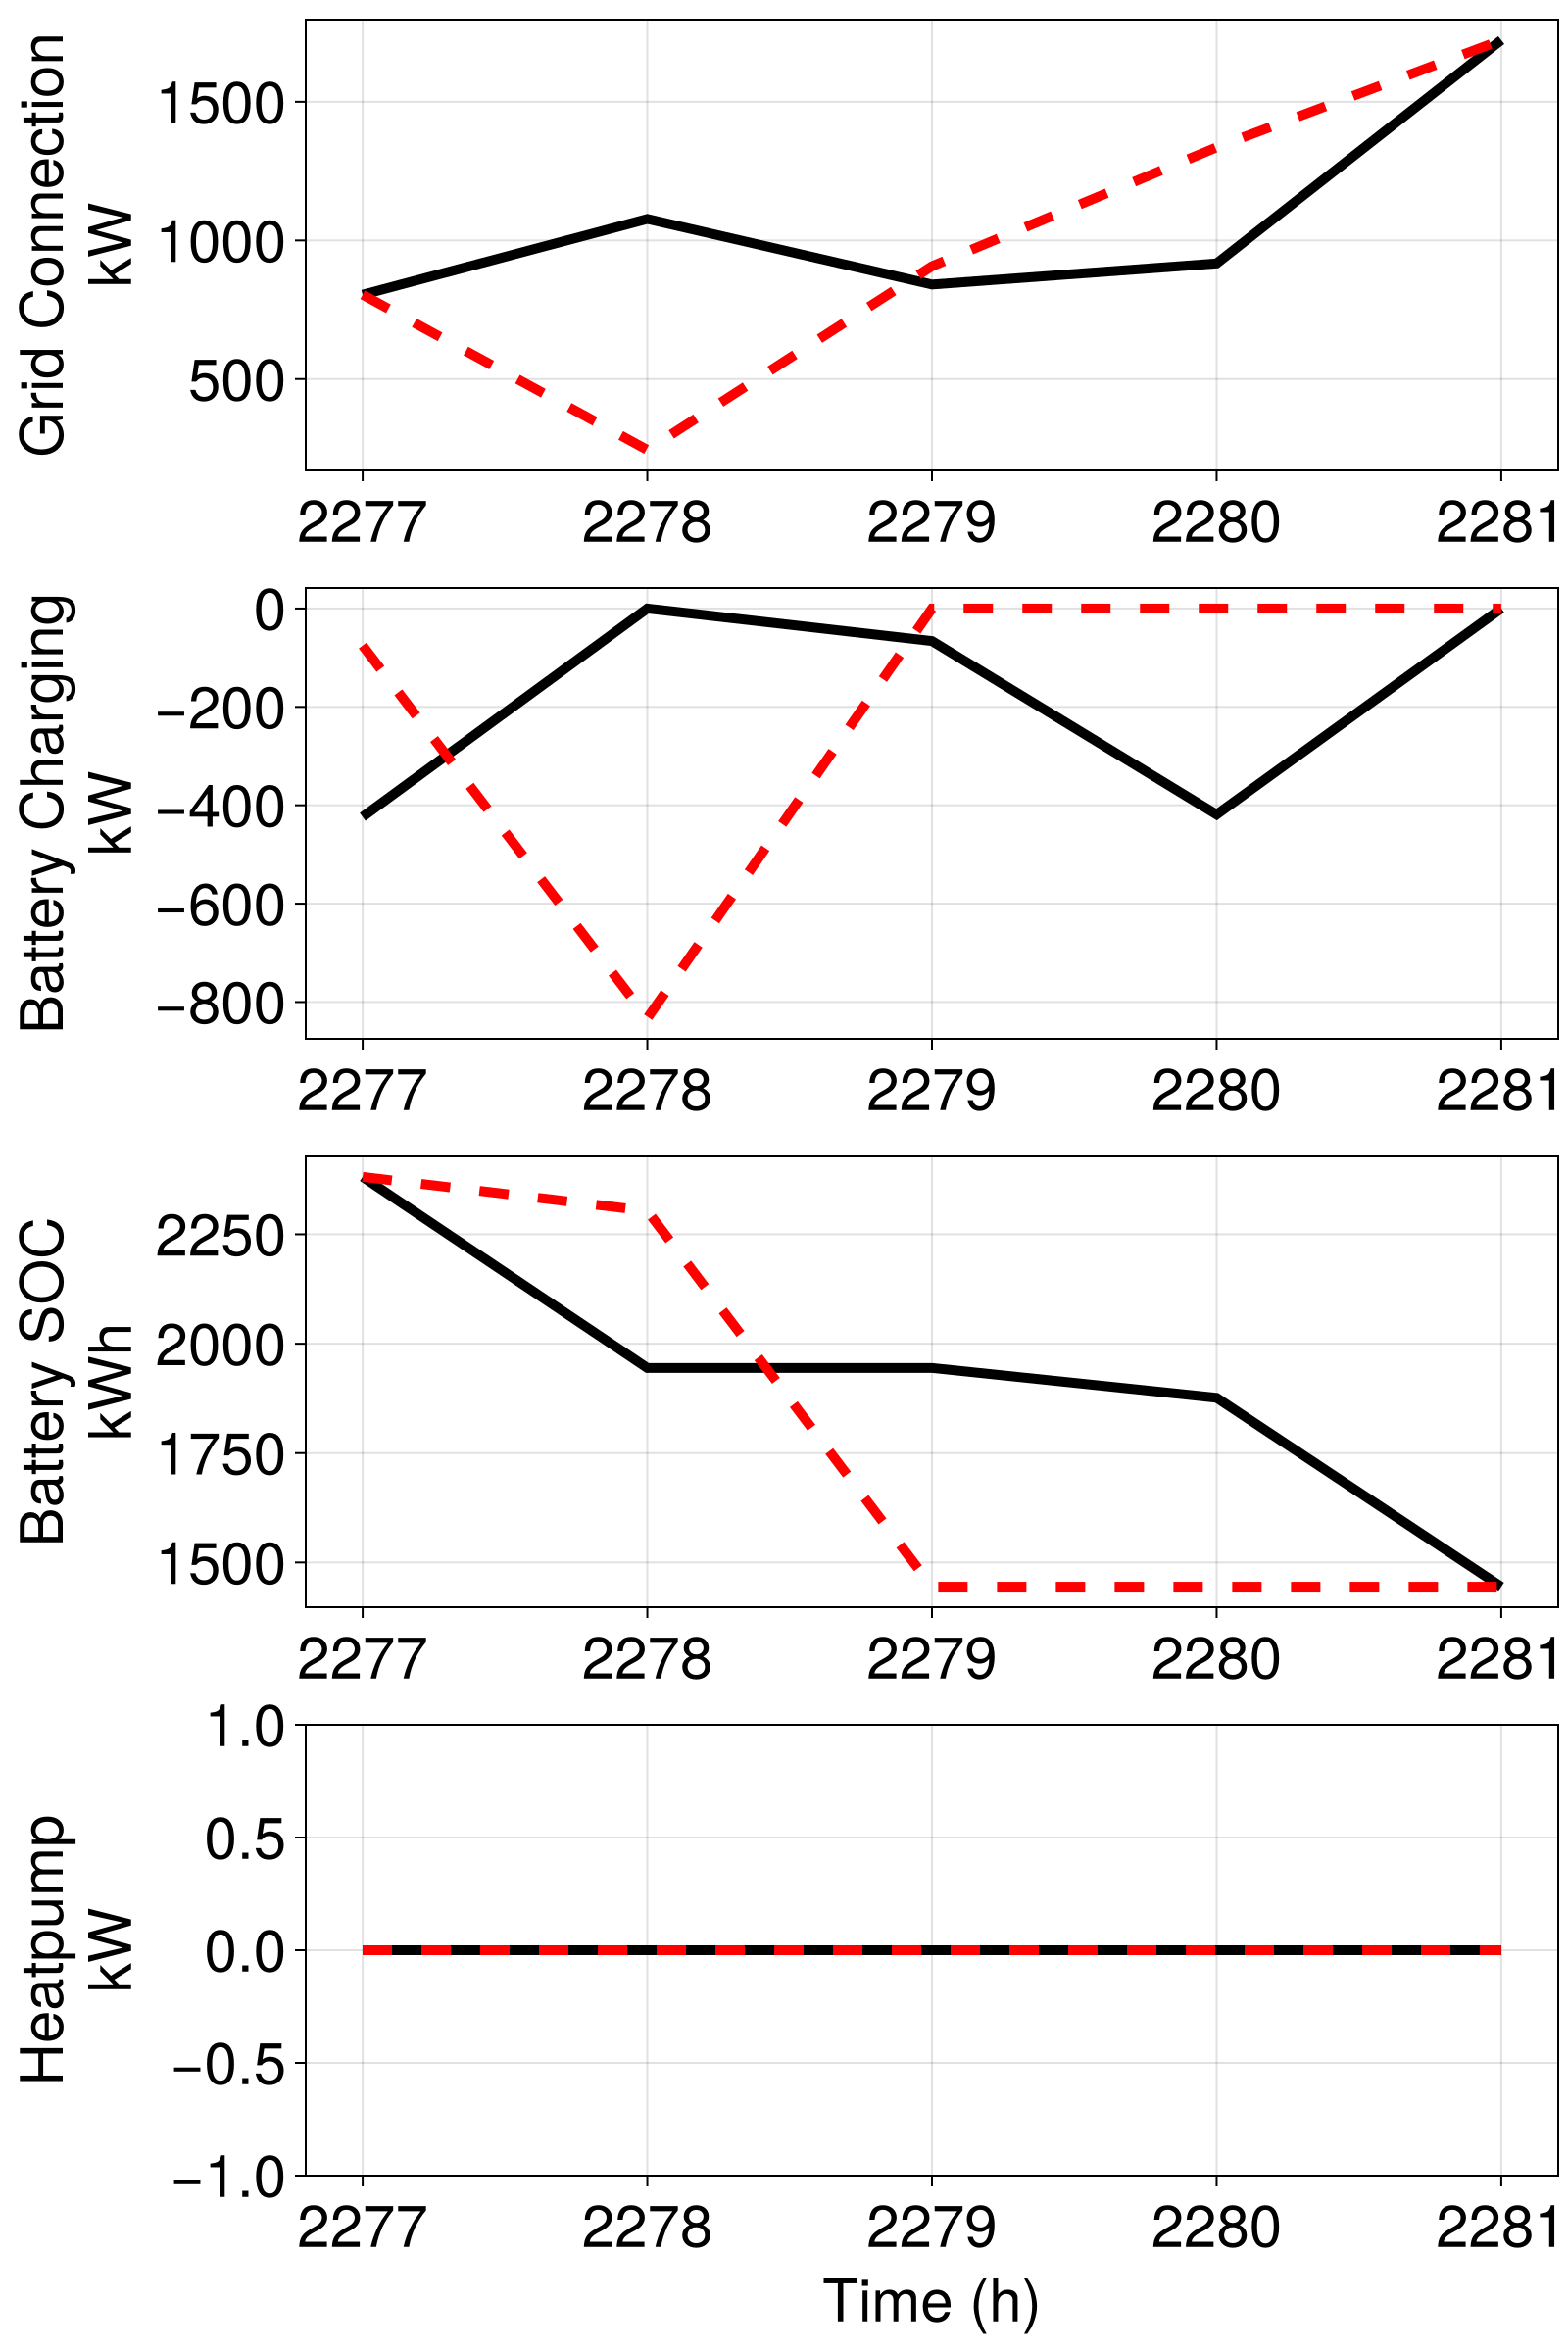 Grid Connection
kW
1500
1000
500
2277 2278 2279 2280 2281
Battery Charging
kW
0
−200
−400
−600
−800
2277 2278 2279 2280 2281
Battery SOC
kWh
2250
2000
1750
1500
2277 2278 2279 2280 2281
Heatpump
kW
1.0
0.5
0.0
−0.5
−1.0
2277 2278 2279 2280 2281
Time (h)